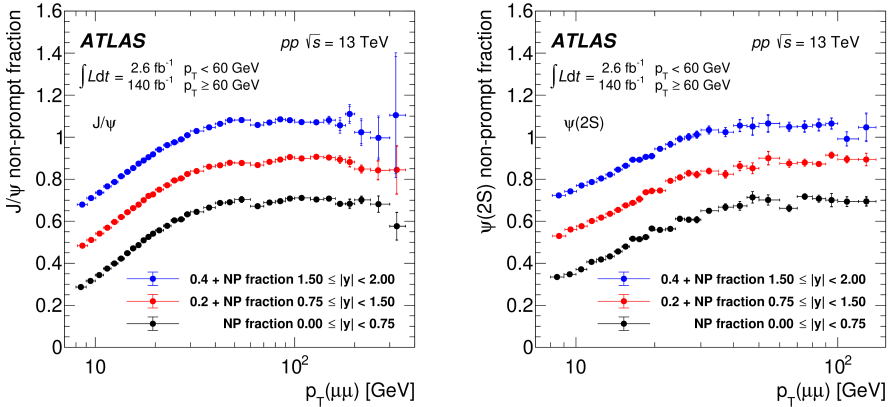 J/ψ non-prompt fraction
1.6
1.4
1.2
1
0.8
0.6
0.4
0.2
0
ATLAS
pp √s = 13 TeV
∫Ldt = 2.6 fb⁻¹ p_T < 60 GeV
140 fb⁻¹ p_T ≥ 60 GeV
J/ψ
0.4 + NP fraction 1.50 ≤ |y| < 2.00
0.2 + NP fraction 0.75 ≤ |y| < 1.50
NP fraction 0.00 ≤ |y| < 0.75
10
10²
p_T(μμ) [GeV]
ψ(2S) non-prompt fraction
1.6
1.4
1.2
1
0.8
0.6
0.4
0.2
0
ATLAS
pp √s = 13 TeV
∫Ldt = 2.6 fb⁻¹ p_T < 60 GeV
140 fb⁻¹ p_T ≥ 60 GeV
ψ(2S)
0.4 + NP fraction 1.50 ≤ |y| < 2.00
0.2 + NP fraction 0.75 ≤ |y| < 1.50
NP fraction 0.00 ≤ |y| < 0.75
10
10²
p_T(μμ) [GeV]